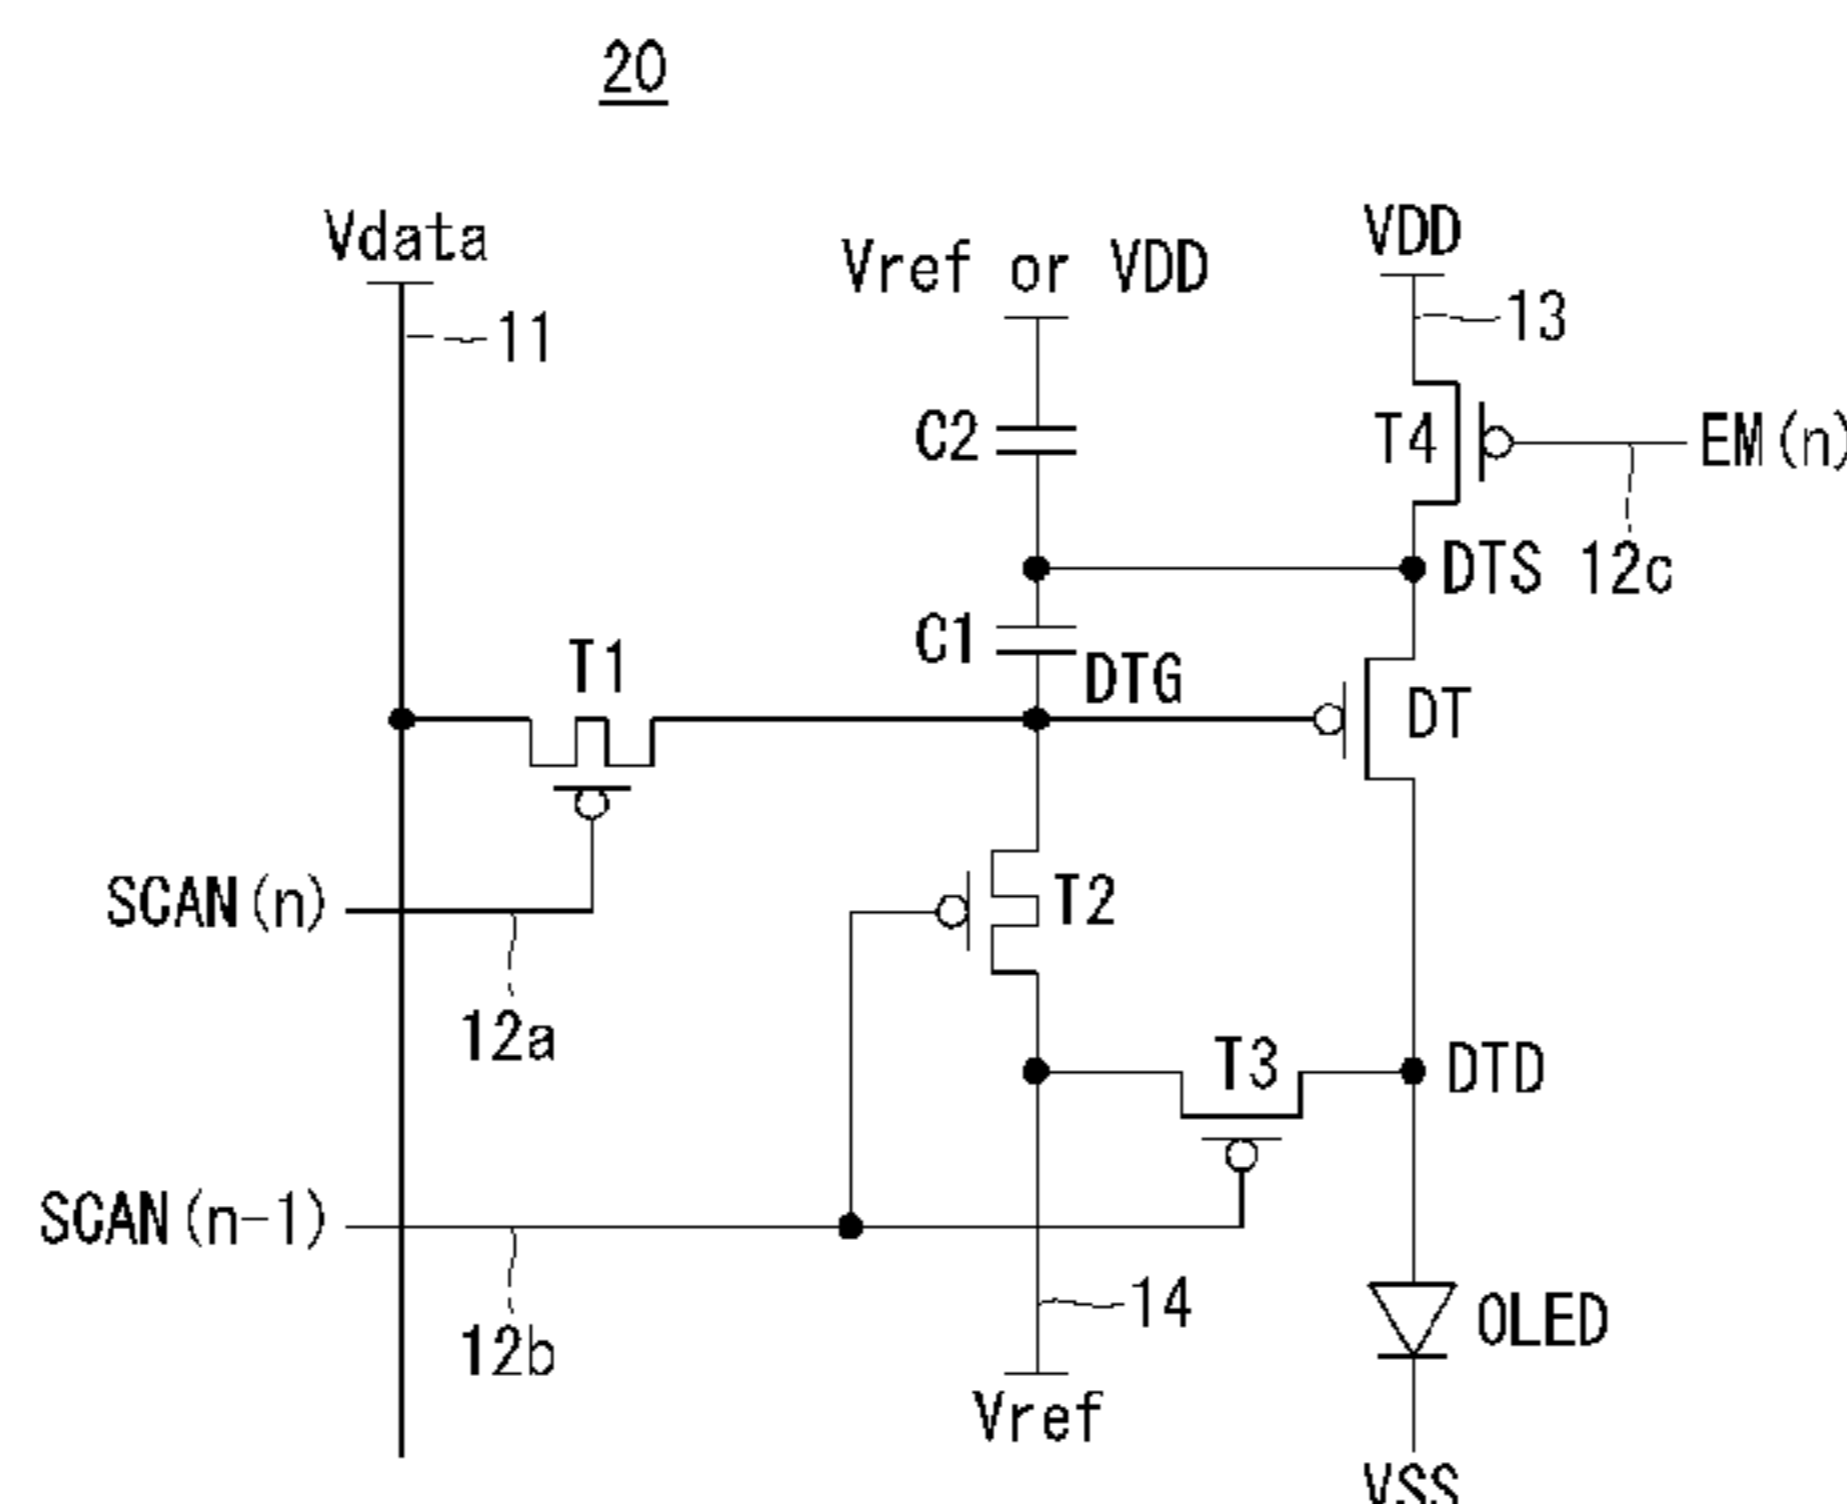 20
Vdata
Vref or VDD
VDD
11
13
C2
T4
EM(n)
DTS 12c
C1
T1
DTG
DT
SCAN(n)
T2
12a
T3
DTD
SCAN(n-1)
14
OLED
12b
Vref
VSS